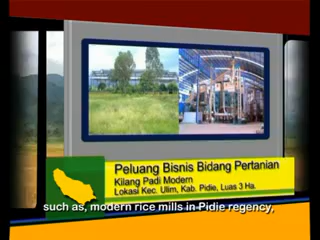 Peluang Bisnis Bidang Pertanian
Kilang Padi Modern
Lokasi Kec. Ulim, Kab. Pidie, Luas 3 Ha.
such as, modern rice mills in Pidie regency,